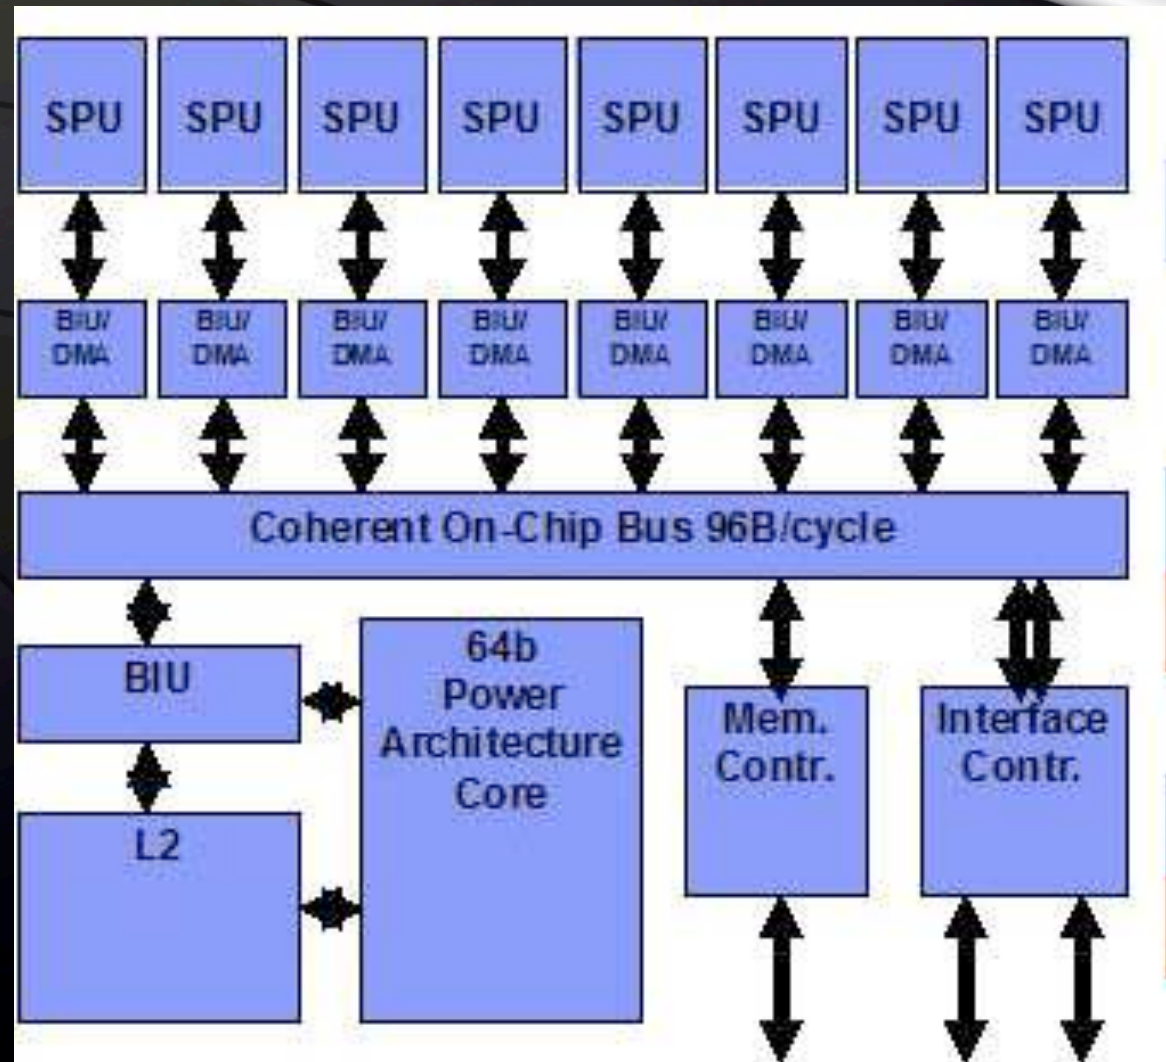 SPU SPU SPU SPU SPU SPU SPU SPU
BIU/ BIU/ BIU/ BIU/ BIU/ BIU/ BIU/ BIU/
DMA DMA DMA DMA DMA DMA DMA DMA
Coherent On-Chip Bus 96B/cycle
BIU
L2
64b
Power
Architecture
Core
Mem.
Contr.
Interface
Contr.